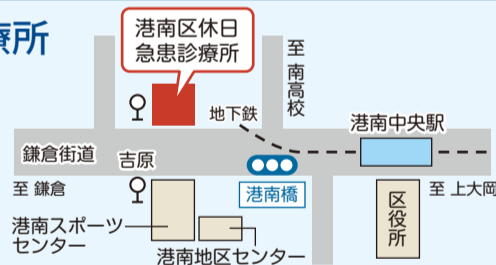 療所
港南区休日
急患診療所
至 南高校
地下鉄
港南中央駅
鎌倉街道
吉原
至 鎌倉
港南橋
区役所
至 上大岡
港南スポーツ
センター
港南地区センター